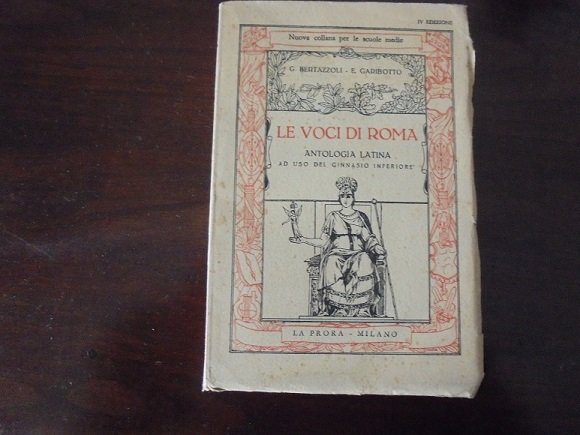 IV EDIZIONE
Nuova collana per le scuole medie
G. BERTAZZOLI - E. GARIBOTTO
LE VOCI DI ROMA
ANTOLOGIA LATINA
AD USO DEL GINNASIO INFERIORE
LA PRORA - MILANO